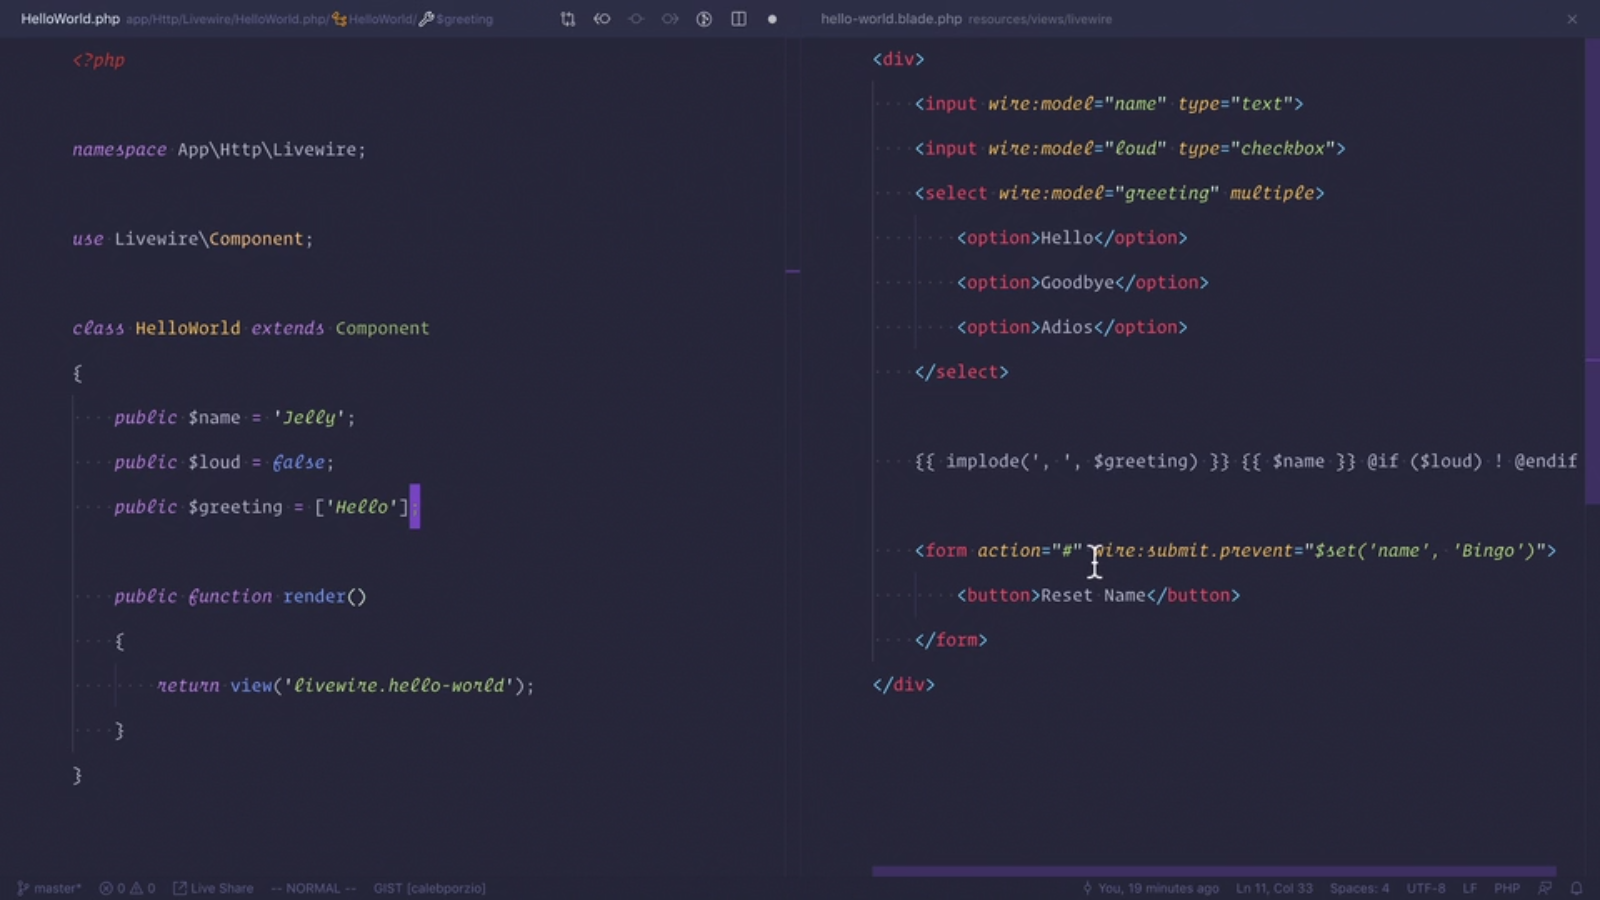 HelloWorld.php app/Http/Livewire/HelloWorld.php/ HelloWorld/ $greeting
<?php
namespace App\Http\Livewire;
use Livewire\Component;
class HelloWorld extends Component
{
public $name = 'Jelly';
public $loud = false;
public $greeting = ['Hello'];
public function render()
{
return view('livewire.hello-world');
}
}
hello-world.blade.php resources/views/livewire
<div>
<input wire:model="name" type="text">
<input wire:model="loud" type="checkbox">
<select wire:model="greeting" multiple>
<option>Hello</option>
<option>Goodbye</option>
<option>Adios</option>
</select>
{{ implode(', ', $greeting) }} {{ $name }} @if ($loud) ! @endif
<form action="#" wire:submit.prevent="$set('name', 'Bingo')">
<button>Reset Name</button>
</form>
</div>
master* 0 0 Live Share -- NORMAL -- GIST [calebporzio] You, 19 minutes ago Ln 11, Col 33 Spaces: 4 UTF-8 LF PHP